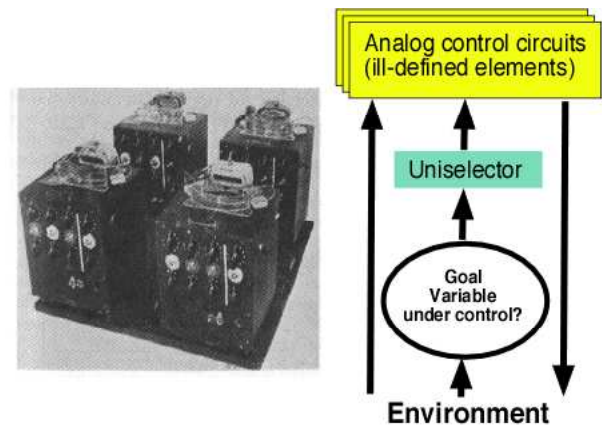 Analog control circuits
(ill-defined elements)
Uniselector
Goal
Variable
under control?
Environment